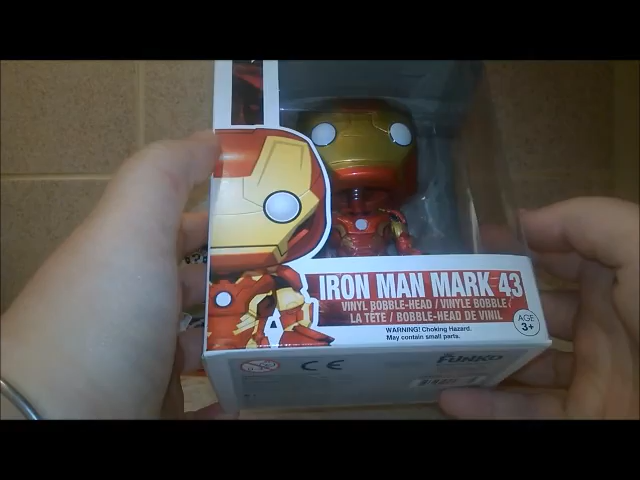 IRON MAN MARK 43
VINYL BOBBLE-HEAD / VINYLE BOBBLE
LA TÊTE / BOBBLE-HEAD DE VINIL
WARNING! Choking Hazard.
May contain small parts.
AGE
3+
CE
FUNKO